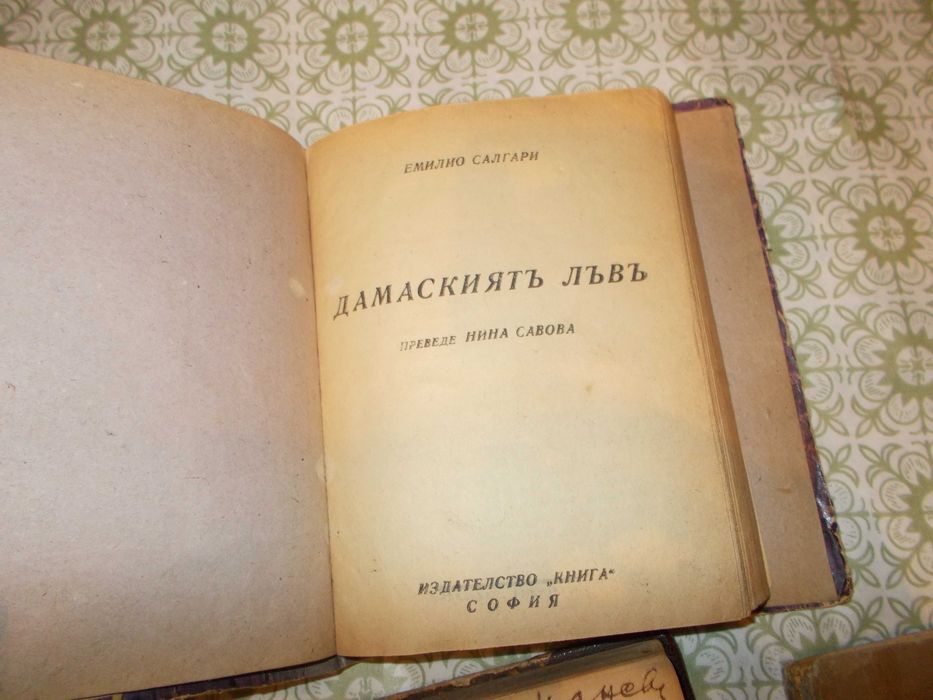 ЕМИЛИО САЛГАРИ
ДАМАСКИЯТЪ ЛЪВЪ
ПРЕВЕДЕ НИНА САВОВА
ИЗДАТЕЛСТВО „КНИГА“
СОФИЯ